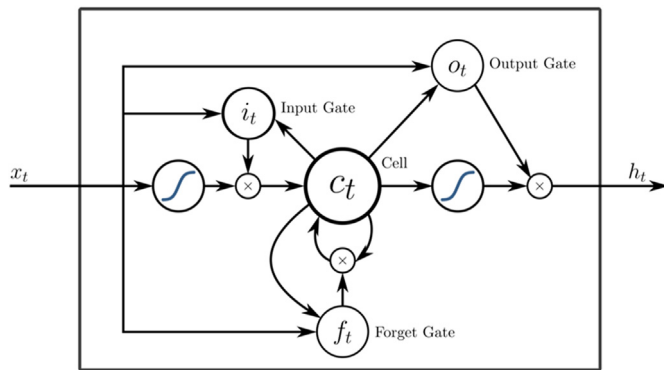 o_t Output Gate
i_t Input Gate
x_t
×
c_t Cell
×
h_t
×
f_t Forget Gate